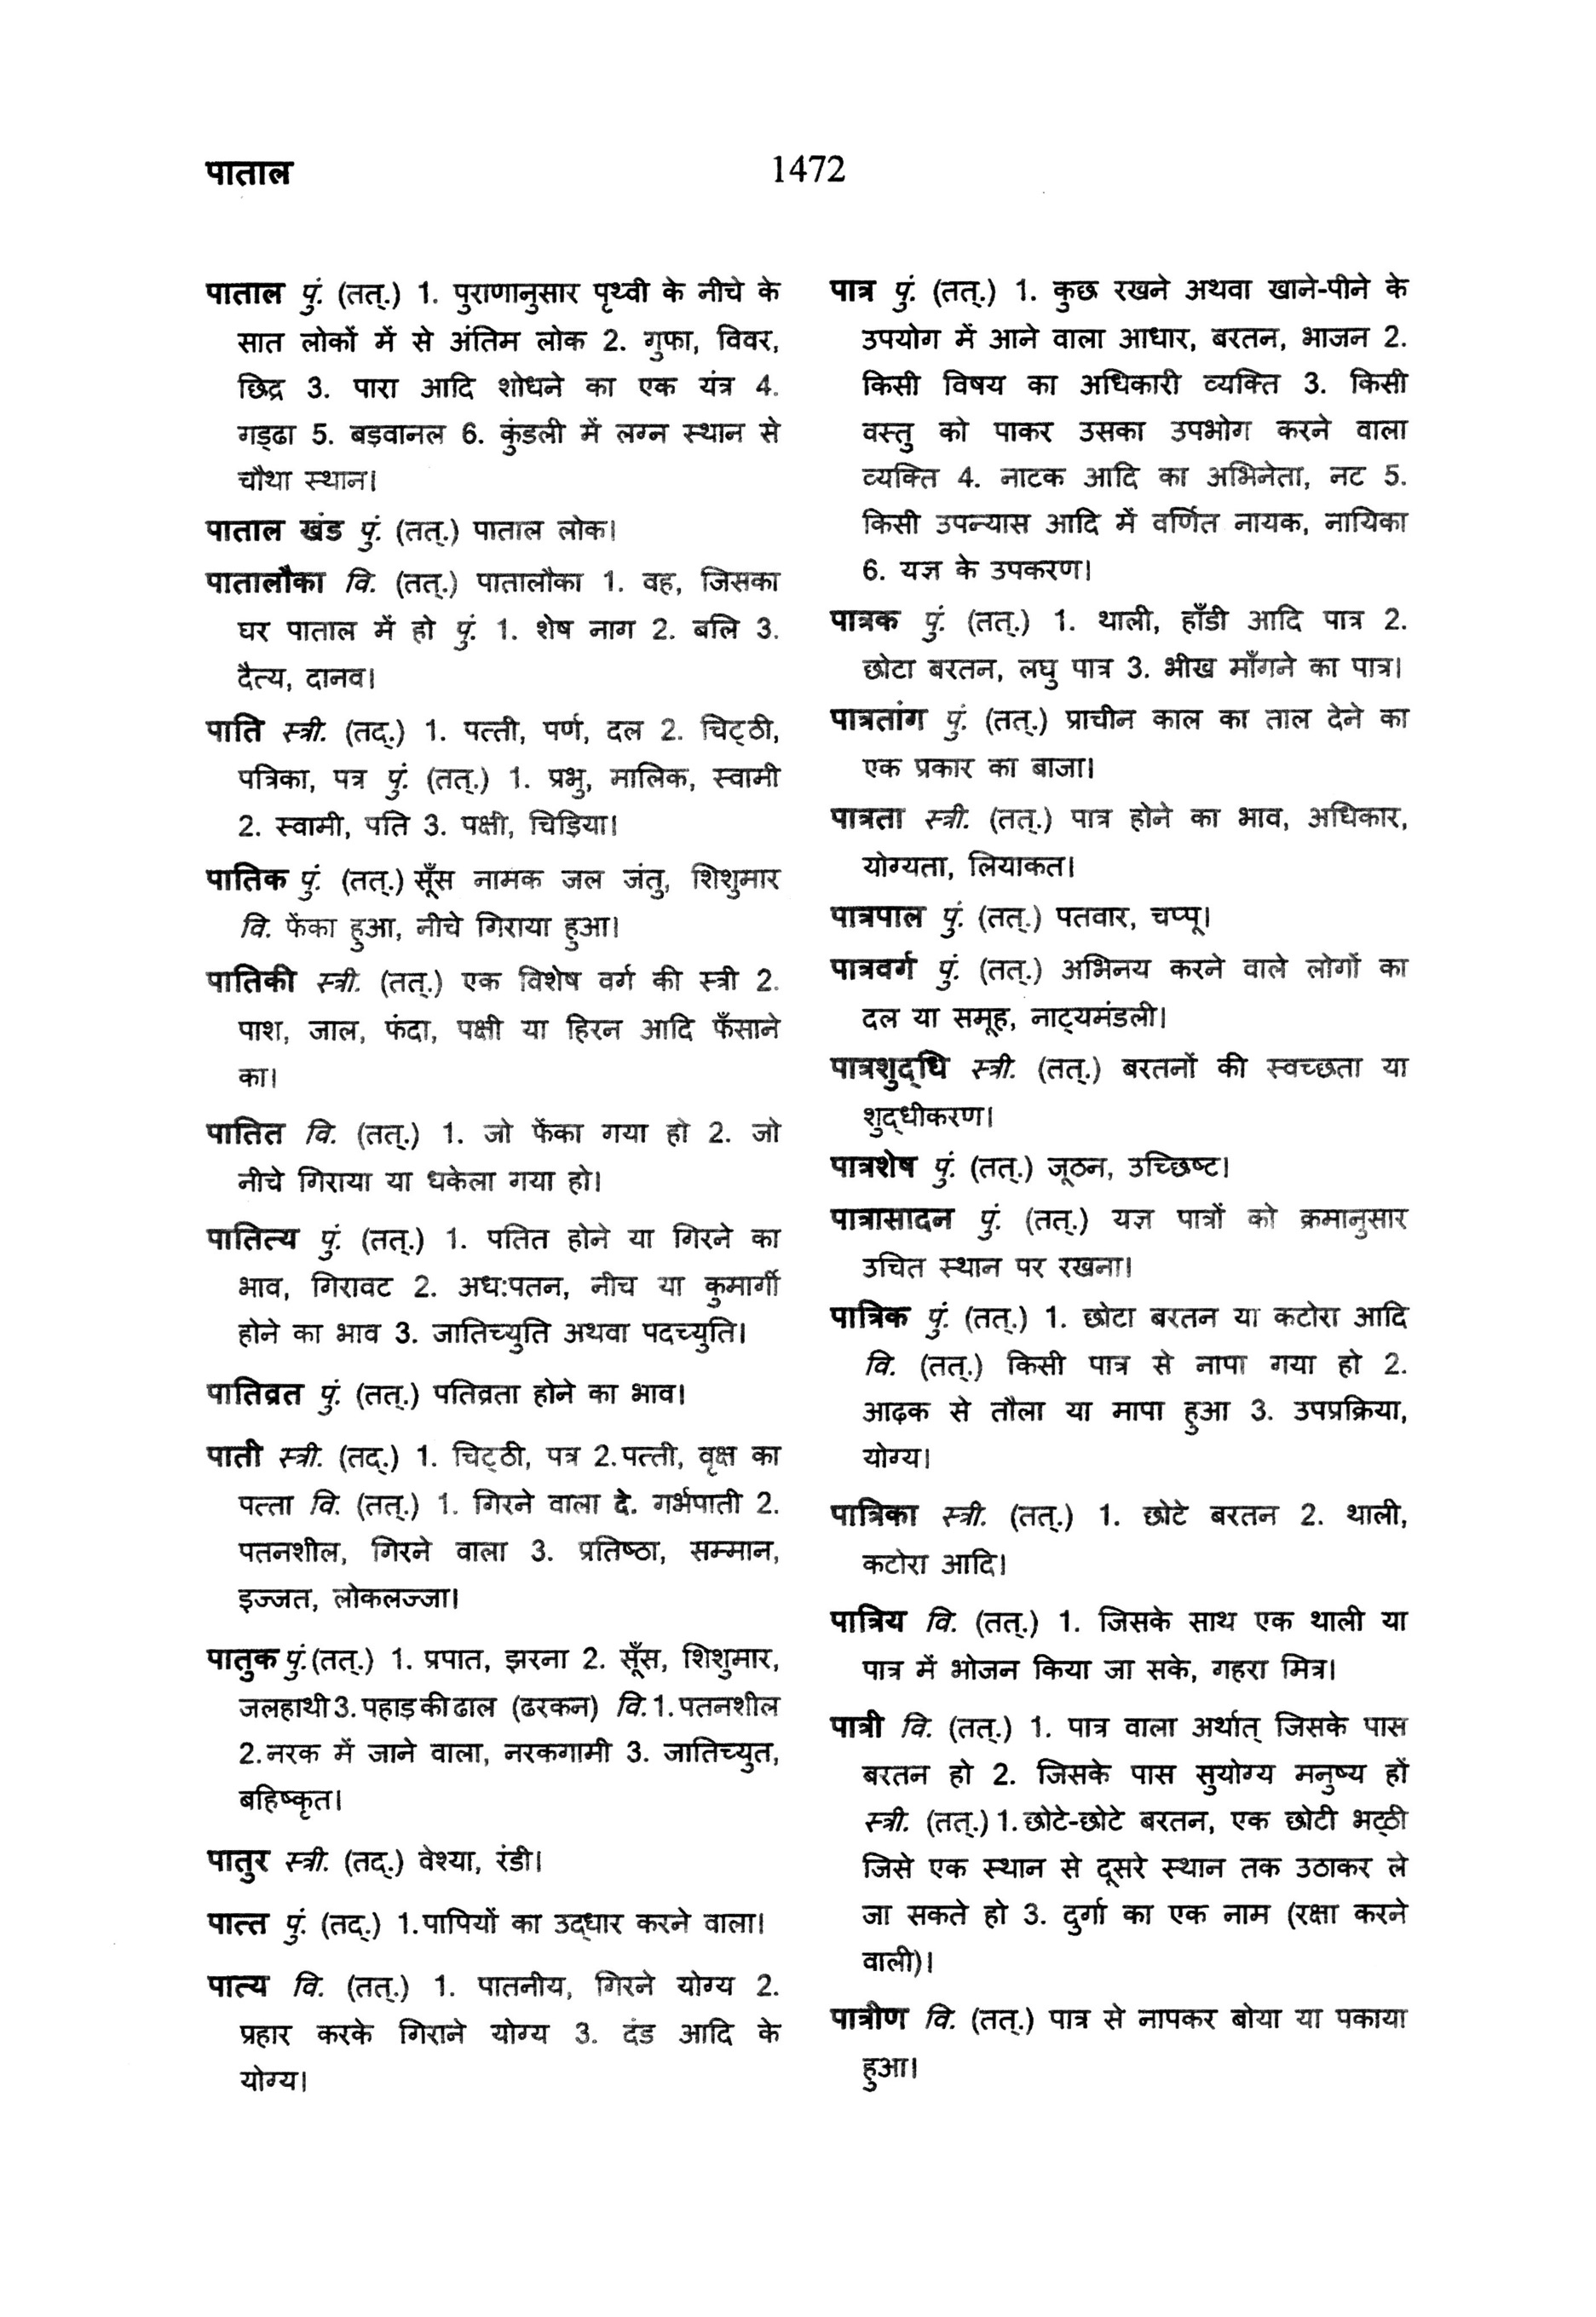 पाताल
1472
पाताल पुं. (तत्.) 1. पुराणानुसार पृथ्वी के नीचे के
सात लोकों में से अंतिम लोक 2. गुफा, विवर,
छिद्र 3. पारा आदि शोधने का एक यंत्र 4.
गड्ढा 5. बड़वानल 6. कुंडली में लग्न स्थान से
चौथा स्थान।
पाताल खंड पुं. (तत्.) पाताल लोक।
पातालौका वि. (तत्.) पातालौका 1. वह, जिसका
घर पाताल में हो पुं. 1. शेष नाग 2. बलि 3.
दैत्य, दानव।
पाति स्त्री. (तद्.) 1. पत्ती, पर्ण, दल 2. चिट्ठी,
पत्रिका, पत्र पुं. (तत्.) 1. प्रभु, मालिक, स्वामी
2. स्वामी, पति 3. पक्षी, चिड़िया।
पातिक पुं. (तत्.) सूँस नामक जल जंतु, शिशुमार
वि. फेंका हुआ, नीचे गिराया हुआ।
पातिकी स्त्री. (तत्.) एक विशेष वर्ग की स्त्री 2.
पाश, जाल, फंदा, पक्षी या हिरन आदि फँसाने
का।
पातित वि. (तत्.) 1. जो फेंका गया हो 2. जो
नीचे गिराया या धकेला गया हो।
पातित्य पुं. (तत्.) 1. पतित होने या गिरने का
भाव, गिरावट 2. अध:पतन, नीच या कुमार्गी
होने का भाव 3. जातिच्युति अथवा पदच्युति।
पातिव्रत पुं. (तत्.) पतिव्रता होने का भाव।
पाती स्त्री. (तद्.) 1. चिट्ठी, पत्र 2.पत्ती, वृक्ष का
पत्ता वि. (तत्.) 1. गिरने वाला दे. गर्भपाती 2.
पतनशील, गिरने वाला 3. प्रतिष्ठा, सम्मान,
इज्जत, लोकलज्जा।
पातुक पुं.(तत्.) 1. प्रपात, झरना 2. सूँस, शिशुमार,
जलहाथी 3. पहाड़ की ढाल (ढरकन) वि.1.पतनशील
2.नरक में जाने वाला, नरकगामी 3. जातिच्युत,
बहिष्कृत।
पातुर स्त्री. (तद्.) वेश्या, रंडी।
पात्त पुं. (तद्.) 1.पापियों का उद्धार करने वाला।
पात्य वि. (तत्.) 1. पातनीय, गिरने योग्य 2.
प्रहार करके गिराने योग्य 3. दंड आदि के
योग्य।
पात्र पुं. (तत्.) 1. कुछ रखने अथवा खाने-पीने के
उपयोग में आने वाला आधार, बरतन, भाजन 2.
किसी विषय का अधिकारी व्यक्ति 3. किसी
वस्तु को पाकर उसका उपभोग करने वाला
व्यक्ति 4. नाटक आदि का अभिनेता, नट 5.
किसी उपन्यास आदि में वर्णित नायक, नायिका
6. यज्ञ के उपकरण।
पात्रक पुं. (तत्.) 1. थाली, हाँडी आदि पात्र 2.
छोटा बरतन, लघु पात्र 3. भीख माँगने का पात्र।
पात्रतांग पुं. (तत्.) प्राचीन काल का ताल देने का
एक प्रकार का बाजा।
पात्रता स्त्री. (तत्.) पात्र होने का भाव, अधिकार,
योग्यता, लियाकत।
पात्रपाल पुं. (तत्.) पतवार, चप्पू।
पात्रवर्ग पुं. (तत्.) अभिनय करने वाले लोगों का
दल या समूह, नाट्यमंडली।
पात्रशुद्धि स्त्री. (तत्.) बरतनों की स्वच्छता या
शुद्धीकरण।
पात्रशेष पुं. (तत्.) जूठन, उच्छिष्ट।
पात्रासादन पुं. (तत्.) यज्ञ पात्रों को क्रमानुसार
उचित स्थान पर रखना।
पात्रिक पुं. (तत्.) 1. छोटा बरतन या कटोरा आदि
वि. (तत्.) किसी पात्र से नापा गया हो 2.
आढ़क से तौला या मापा हुआ 3. उपप्रक्रिया,
योग्य।
पात्रिका स्त्री. (तत्.) 1. छोटे बरतन 2. थाली,
कटोरा आदि।
पात्रिय वि. (तत्.) 1. जिसके साथ एक थाली या
पात्र में भोजन किया जा सके, गहरा मित्र।
पात्री वि. (तत्.) 1. पात्र वाला अर्थात् जिसके पास
बरतन हो 2. जिसके पास सुयोग्य मनुष्य हों
स्त्री. (तत्.) 1.छोटे-छोटे बरतन, एक छोटी भट्ठी
जिसे एक स्थान से दूसरे स्थान तक उठाकर ले
जा सकते हो 3. दुर्गा का एक नाम (रक्षा करने
वाली)।
पात्रीण वि. (तत्.) पात्र से नापकर बोया या पकाया
हुआ।